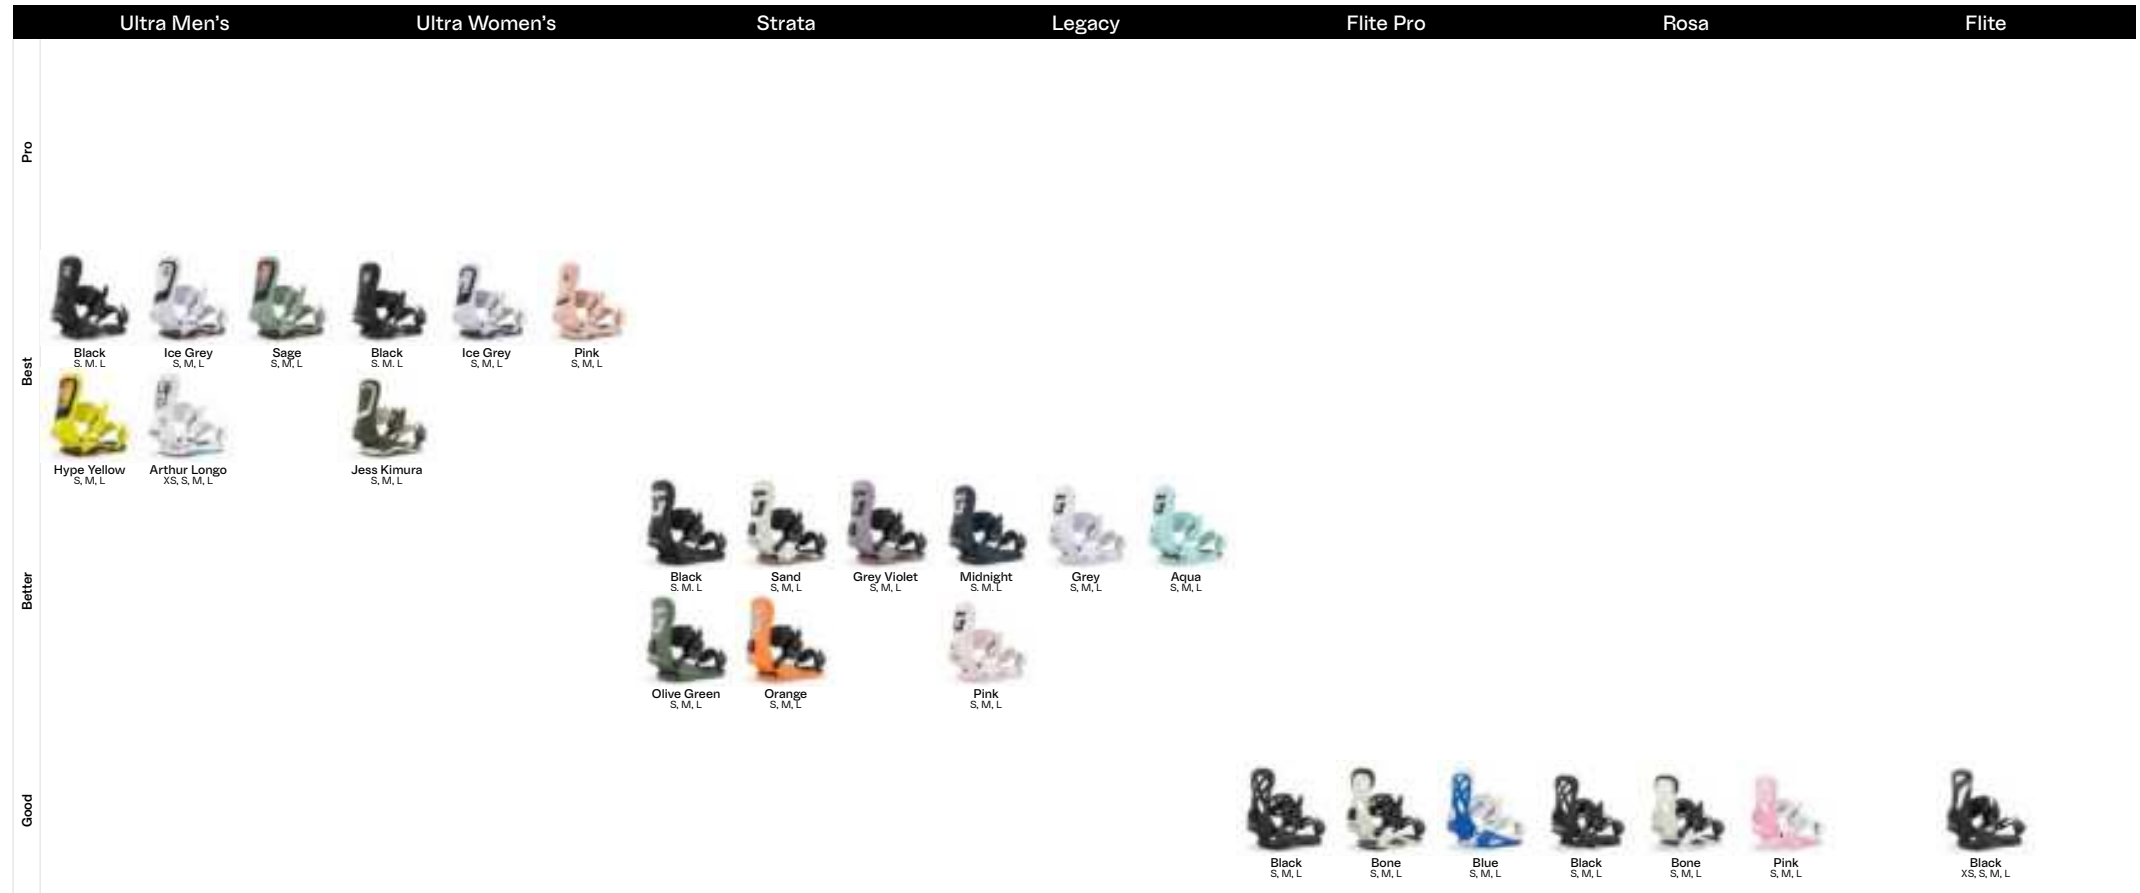 Ultra Men’s Ultra Women’s Strata Legacy Flite Pro Rosa Flite
Pro
Best
Black Ice Grey Sage Black Ice Grey Pink
S. M. L S, M, L S, M, L S. M. L S, M, L S, M, L
Hype Yellow Arthur Longo Jess Kimura
S, M, L XS, S, M, L S, M, L
Better
Black Sand Grey Violet Midnight Grey Aqua
S. M. L S, M, L S, M, L S. M. L S, M, L S, M, L
Olive Green Orange Pink
S, M, L S, M, L S, M, L
Good
Black Bone Blue Black Bone Pink Black
S, M, L S, M, L S, M, L S, M, L S, M, L S, M, L XS, S, M, L